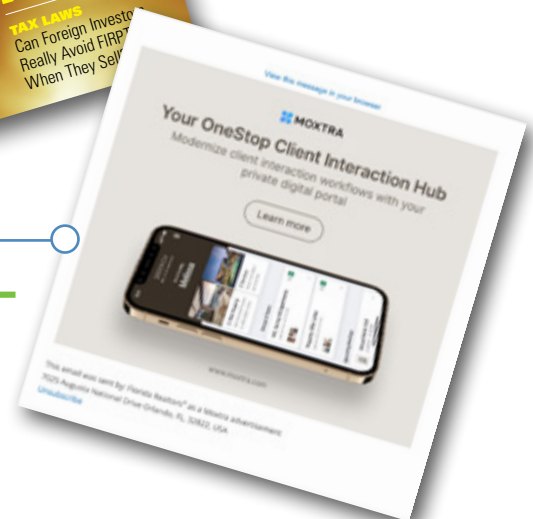 TAX LAWS
Can Foreign Investors
Really Avoid FIRPT
When They Sell
View this message in your browser
MOXTRA
Your OneStop Client Interaction Hub
Modernize client interaction workflows with your
private digital portal
Learn more
www.moxtra.com
This email was sent by: Florida Realtors® as a Moxtra advertisement
7025 Augusta National Drive Orlando, FL, 32822, USA
Unsubscribe